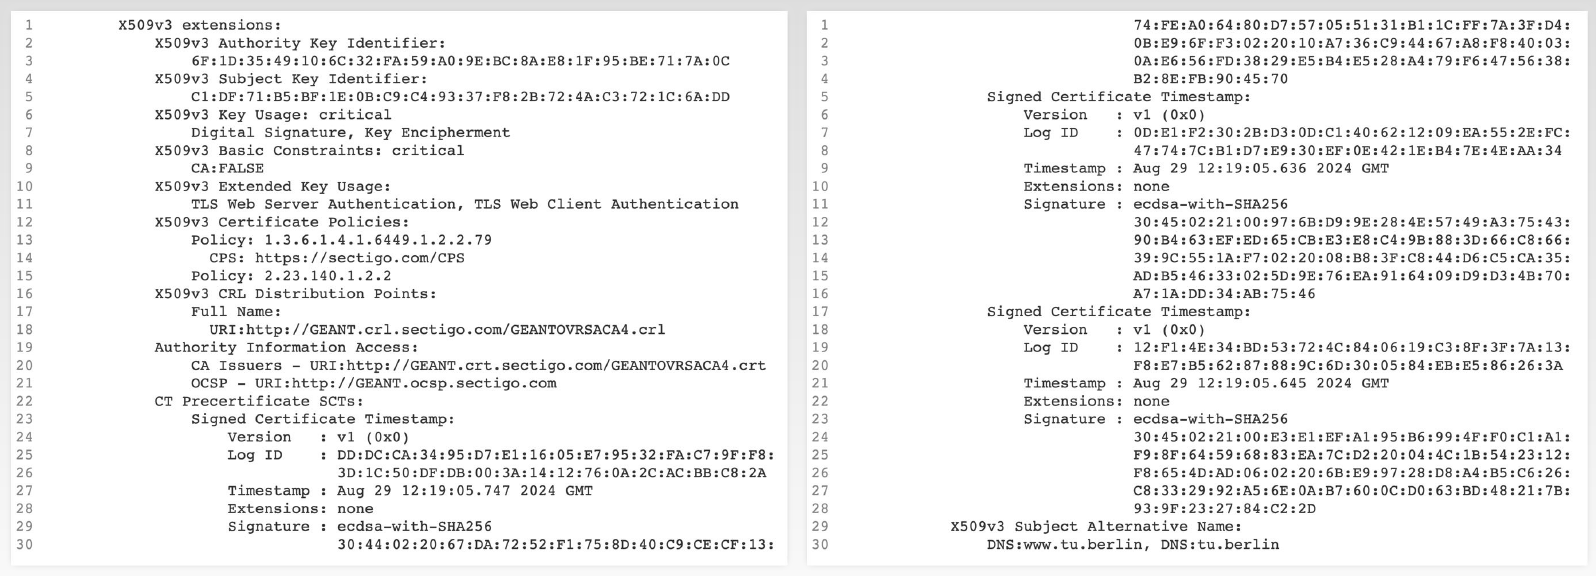 1 X509v3 extensions:
2 X509v3 Authority Key Identifier:
3 6F:1D:35:49:10:6C:32:FA:59:A0:9E:BC:8A:E8:1F:95:BE:71:7A:0C
4 X509v3 Subject Key Identifier:
5 C1:DF:71:B5:BF:1E:0B:C9:C4:93:37:F8:2B:72:4A:C3:72:1C:6A:DD
6 X509v3 Key Usage: critical
7 Digital Signature, Key Encipherment
8 X509v3 Basic Constraints: critical
9 CA:FALSE
10 X509v3 Extended Key Usage:
11 TLS Web Server Authentication, TLS Web Client Authentication
12 X509v3 Certificate Policies:
13 Policy: 1.3.6.1.4.1.6449.1.2.2.79
14 CPS: https://sectigo.com/CPS
15 Policy: 2.23.140.1.2.2
16 X509v3 CRL Distribution Points:
17 Full Name:
18 URI:http://GEANT.crl.sectigo.com/GEANTOVRSACA4.crl
19 Authority Information Access:
20 CA Issuers - URI:http://GEANT.crt.sectigo.com/GEANTOVRSACA4.crt
21 OCSP - URI:http://GEANT.ocsp.sectigo.com
22 CT Precertificate SCTs:
23 Signed Certificate Timestamp:
24 Version : v1 (0x0)
25 Log ID : DD:DC:CA:34:95:D7:E1:16:05:E7:95:32:FA:C7:9F:F8:
26 3D:1C:50:DF:DB:00:3A:14:12:76:0A:2C:AC:BB:C8:2A
27 Timestamp : Aug 29 12:19:05.747 2024 GMT
28 Extensions: none
29 Signature : ecdsa-with-SHA256
30 30:44:02:20:67:DA:72:52:F1:75:8D:40:C9:CE:CF:13:
1 74:FE:A0:64:80:D7:57:05:51:31:B1:1C:FF:7A:3F:D4:
2 0B:E9:6F:F3:02:20:10:A7:36:C9:44:67:A8:F8:40:03:
3 0A:E6:56:FD:38:29:E5:B4:E5:28:A4:79:F6:47:56:38:
4 B2:8E:FB:90:45:70
5 Signed Certificate Timestamp:
6 Version : v1 (0x0)
7 Log ID : 0D:E1:F2:30:2B:D3:0D:C1:40:62:12:09:EA:55:2E:FC:
8 47:74:7C:B1:D7:E9:30:EF:0E:42:1E:B4:7E:4E:AA:34
9 Timestamp : Aug 29 12:19:05.636 2024 GMT
10 Extensions: none
11 Signature : ecdsa-with-SHA256
12 30:45:02:21:00:97:6B:D9:9E:28:4E:57:49:A3:75:43:
13 90:B4:63:EF:ED:65:CB:E3:E8:C4:9B:88:3D:66:C8:66:
14 39:9C:55:1A:F7:02:20:08:B8:3F:C8:44:D6:C5:CA:35:
15 AD:B5:46:33:02:5D:9E:76:EA:91:64:09:D9:D3:4B:70:
16 A7:1A:DD:34:AB:75:46
17 Signed Certificate Timestamp:
18 Version : v1 (0x0)
19 Log ID : 12:F1:4E:34:BD:53:72:4C:84:06:19:C3:8F:3F:7A:13:
20 F8:E7:B5:62:87:88:9C:6D:30:05:84:EB:E5:86:26:3A
21 Timestamp : Aug 29 12:19:05.645 2024 GMT
22 Extensions: none
23 Signature : ecdsa-with-SHA256
24 30:45:02:21:00:E3:E1:EF:A1:95:B6:99:4F:F0:C1:A1:
25 F9:8F:64:59:68:83:EA:7C:D2:20:04:4C:1B:54:23:12:
26 F8:65:4D:AD:06:02:20:6B:E9:97:28:D8:A4:B5:C6:26:
27 C8:33:29:92:A5:6E:0A:B7:60:0C:D0:63:BD:48:21:7B:
28 93:9F:23:27:84:C2:2D
29 X509v3 Subject Alternative Name:
30 DNS:www.tu.berlin, DNS:tu.berlin